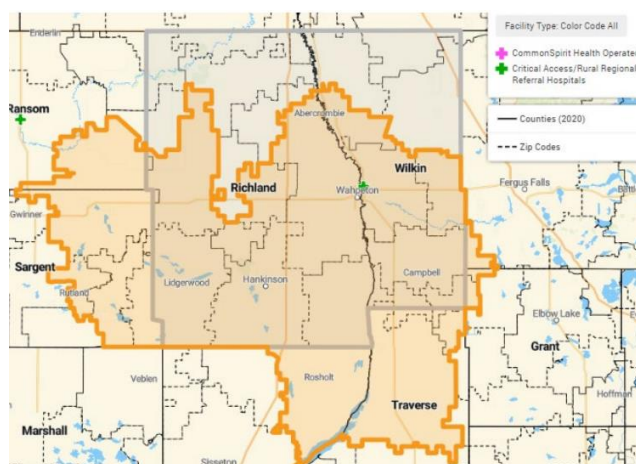 Facility Type: Color Code All
CommonSpirit Health Operated
Critical Access/Rural Regional
Referral Hospitals
Counties (2020)
Zip Codes
Enderlin
Ransom
Abercrombie
Richland
Wilkin
Wahpeton
Fergus Falls
Gwinner
Sargent
Rutland
Lidgerwood
Hankinson
Campbell
Elbow Lake
Grant
Veblen
Rosholt
Hoffman
Traverse
Marshall
Sisseton